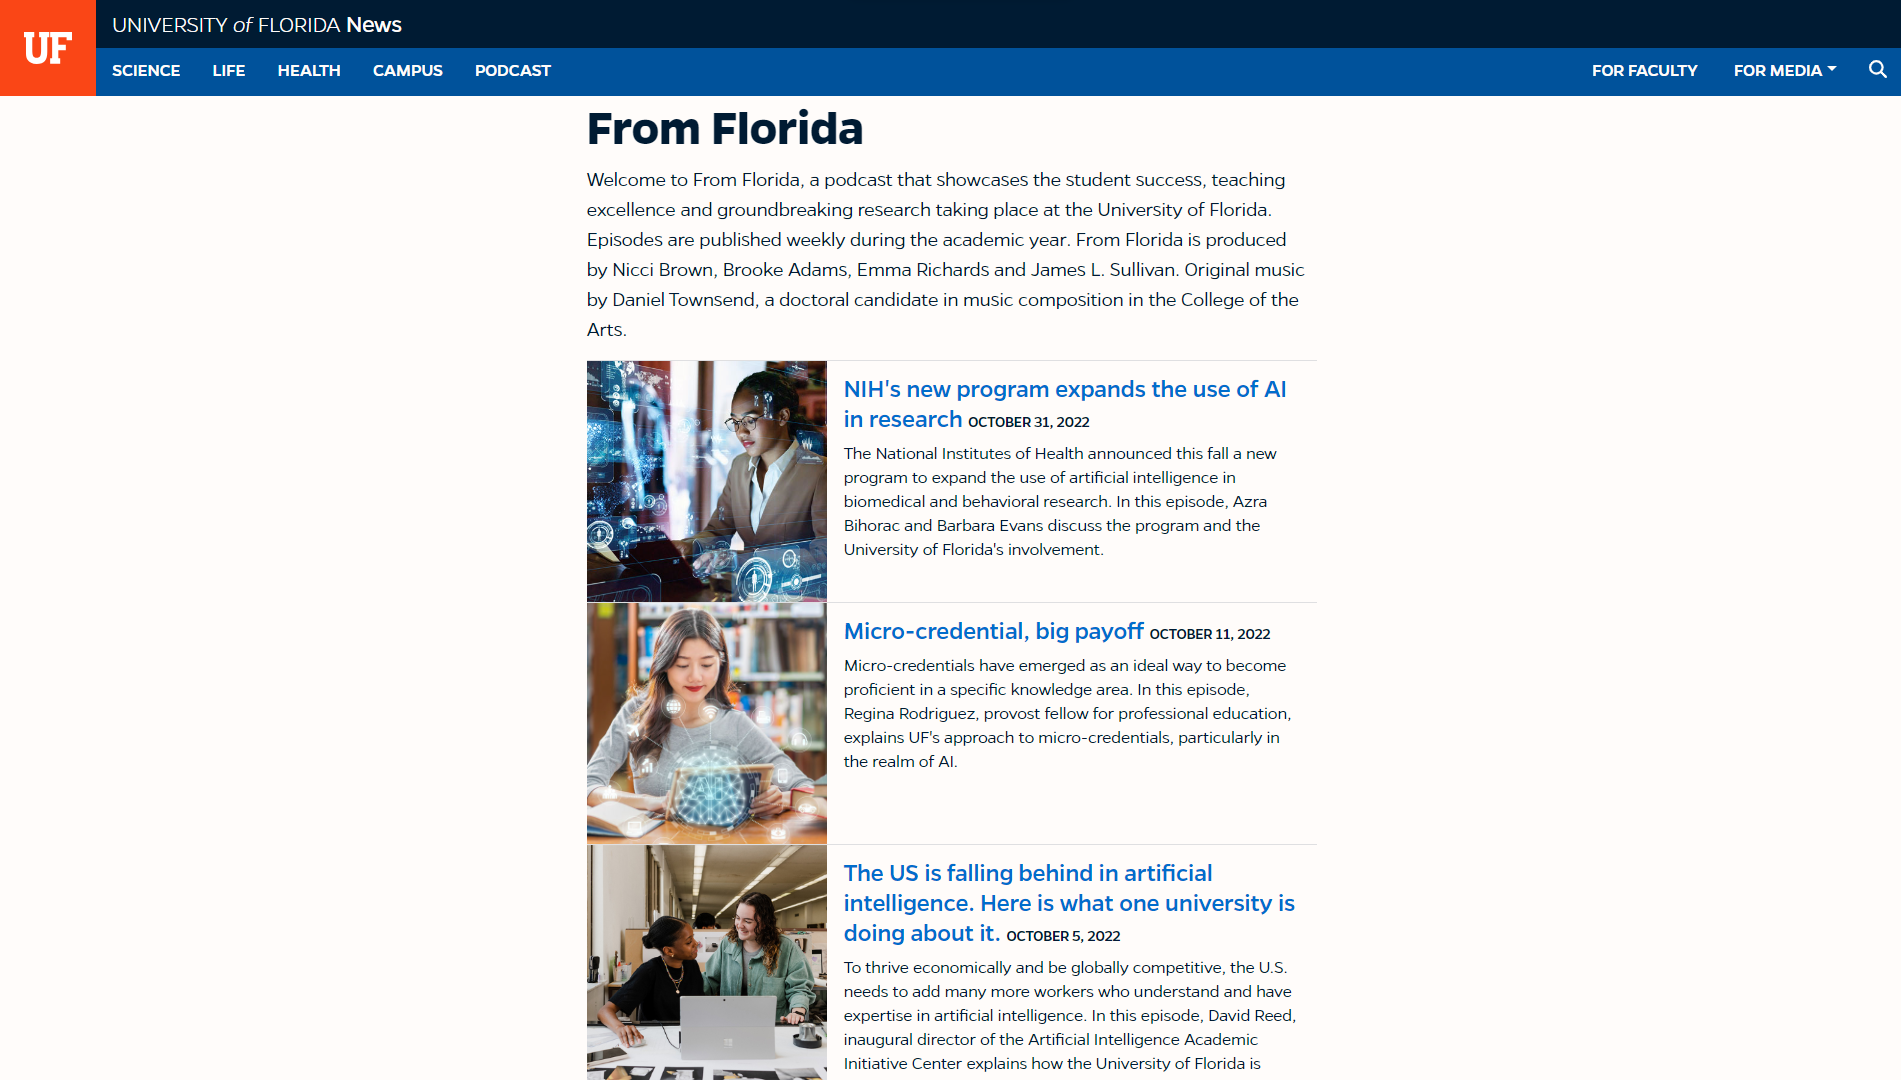 UF
UNIVERSITY of FLORIDA News
SCIENCE LIFE HEALTH CAMPUS PODCAST FOR FACULTY FOR MEDIA
From Florida
Welcome to From Florida, a podcast that showcases the student success, teaching
excellence and groundbreaking research taking place at the University of Florida.
Episodes are published weekly during the academic year. From Florida is produced
by Nicci Brown, Brooke Adams, Emma Richards and James L. Sullivan. Original music
by Daniel Townsend, a doctoral candidate in music composition in the College of the
Arts.
NIH's new program expands the use of AI
in research OCTOBER 31, 2022
The National Institutes of Health announced this fall a new
program to expand the use of artificial intelligence in
biomedical and behavioral research. In this episode, Azra
Bihorac and Barbara Evans discuss the program and the
University of Florida's involvement.
AI
Micro-credential, big payoff OCTOBER 11, 2022
Micro-credentials have emerged as an ideal way to become
proficient in a specific knowledge area. In this episode,
Regina Rodriguez, provost fellow for professional education,
explains UF's approach to micro-credentials, particularly in
the realm of AI.
The US is falling behind in artificial
intelligence. Here is what one university is
doing about it. OCTOBER 5, 2022
To thrive economically and be globally competitive, the U.S.
needs to add many more workers who understand and have
expertise in artificial intelligence. In this episode, David Reed,
inaugural director of the Artificial Intelligence Academic
Initiative Center explains how the University of Florida is